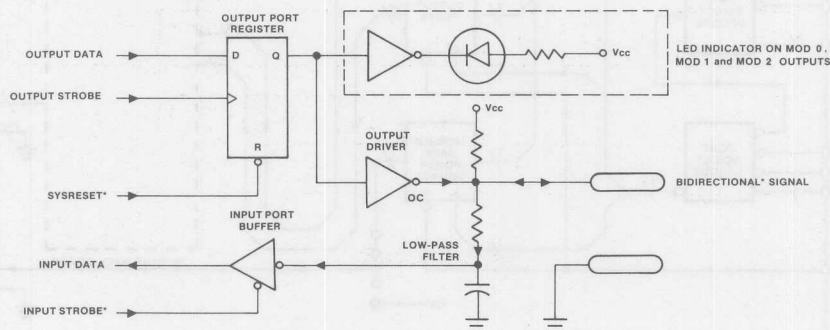 OUTPUT PORT
REGISTER
OUTPUT DATA
D
Q
Vcc
LED INDICATOR ON MOD 0,
MOD 1 and MOD 2 OUTPUTS
OUTPUT STROBE
Vcc
OUTPUT
DRIVER
R
OC
BIDIRECTIONAL* SIGNAL
SYSRESET*
INPUT PORT
BUFFER
LOW-PASS
FILTER
INPUT DATA
INPUT STROBE*